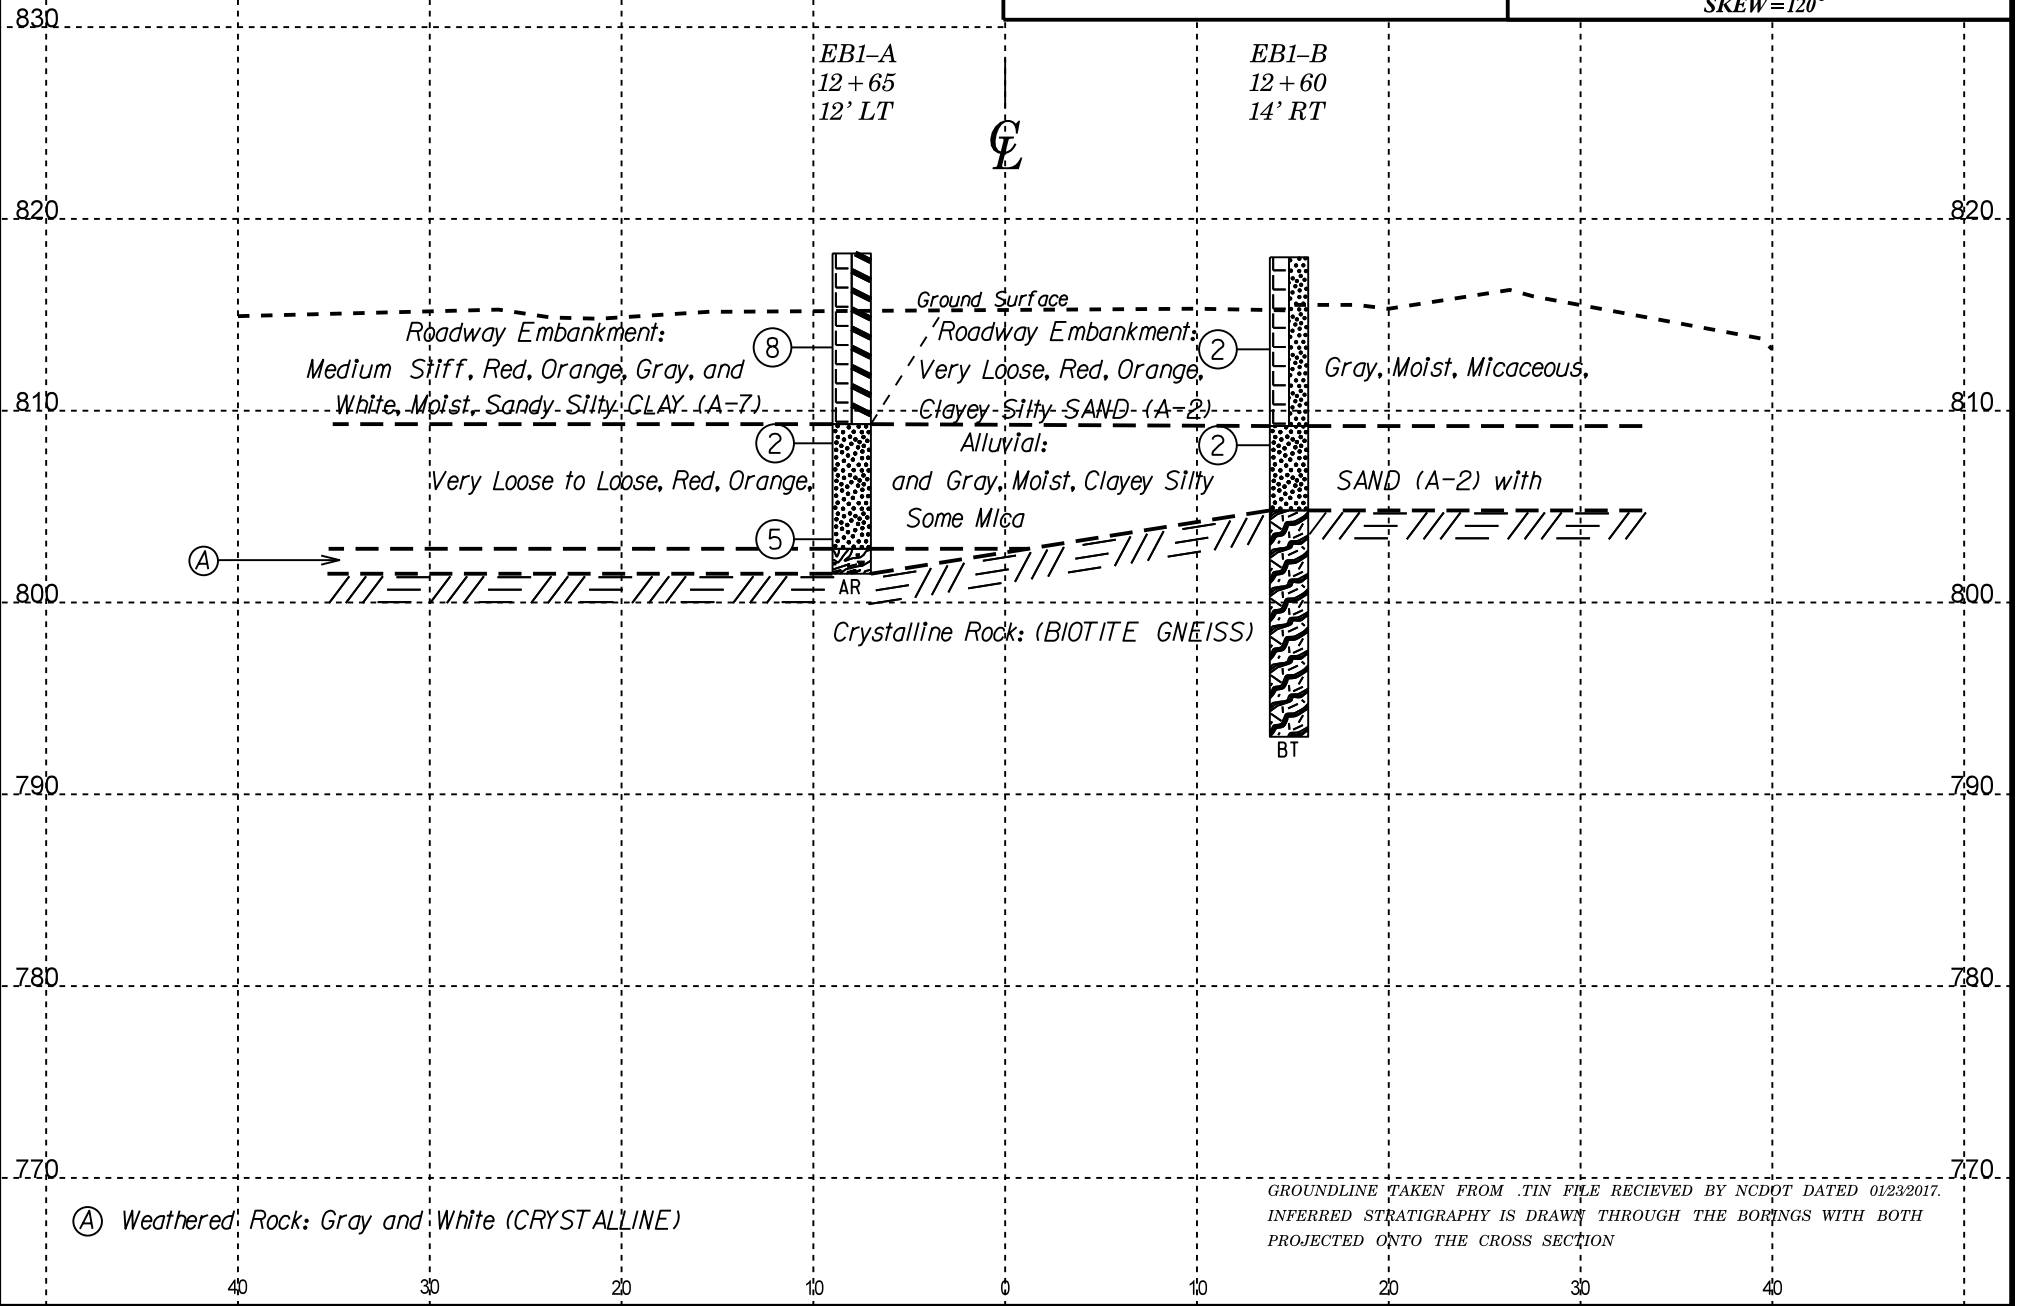 SKEW=120°
830
EB1–A
12+65
12' LT
EB1–B
12+60
14' RT
CL
820 820
Ground Surface
Roadway Embankment: 8 Roadway Embankment: 2
Medium Stiff, Red, Orange, Gray, and Very Loose, Red, Orange, Gray, Moist, Micaceous,
White, Moist, Sandy Silty CLAY (A-7) Clayey Silty SAND (A-2)
810 810
2 Alluvial: 2
Very Loose to Loose, Red, Orange, and Gray, Moist, Clayey Silty SAND (A-2) with
5 Some MIca
A
AR
800 800
Crystalline Rock: (BIOTITE GNEISS)
BT
790 790
780 780
770 770
A Weathered Rock: Gray and White (CRYSTALLINE)
GROUNDLINE TAKEN FROM .TIN FILE RECIEVED BY NCDOT DATED 01/23/2017.
INFERRED STRATIGRAPHY IS DRAWN THROUGH THE BORINGS WITH BOTH
PROJECTED ONTO THE CROSS SECTION
40 30 20 10 0 10 20 30 40